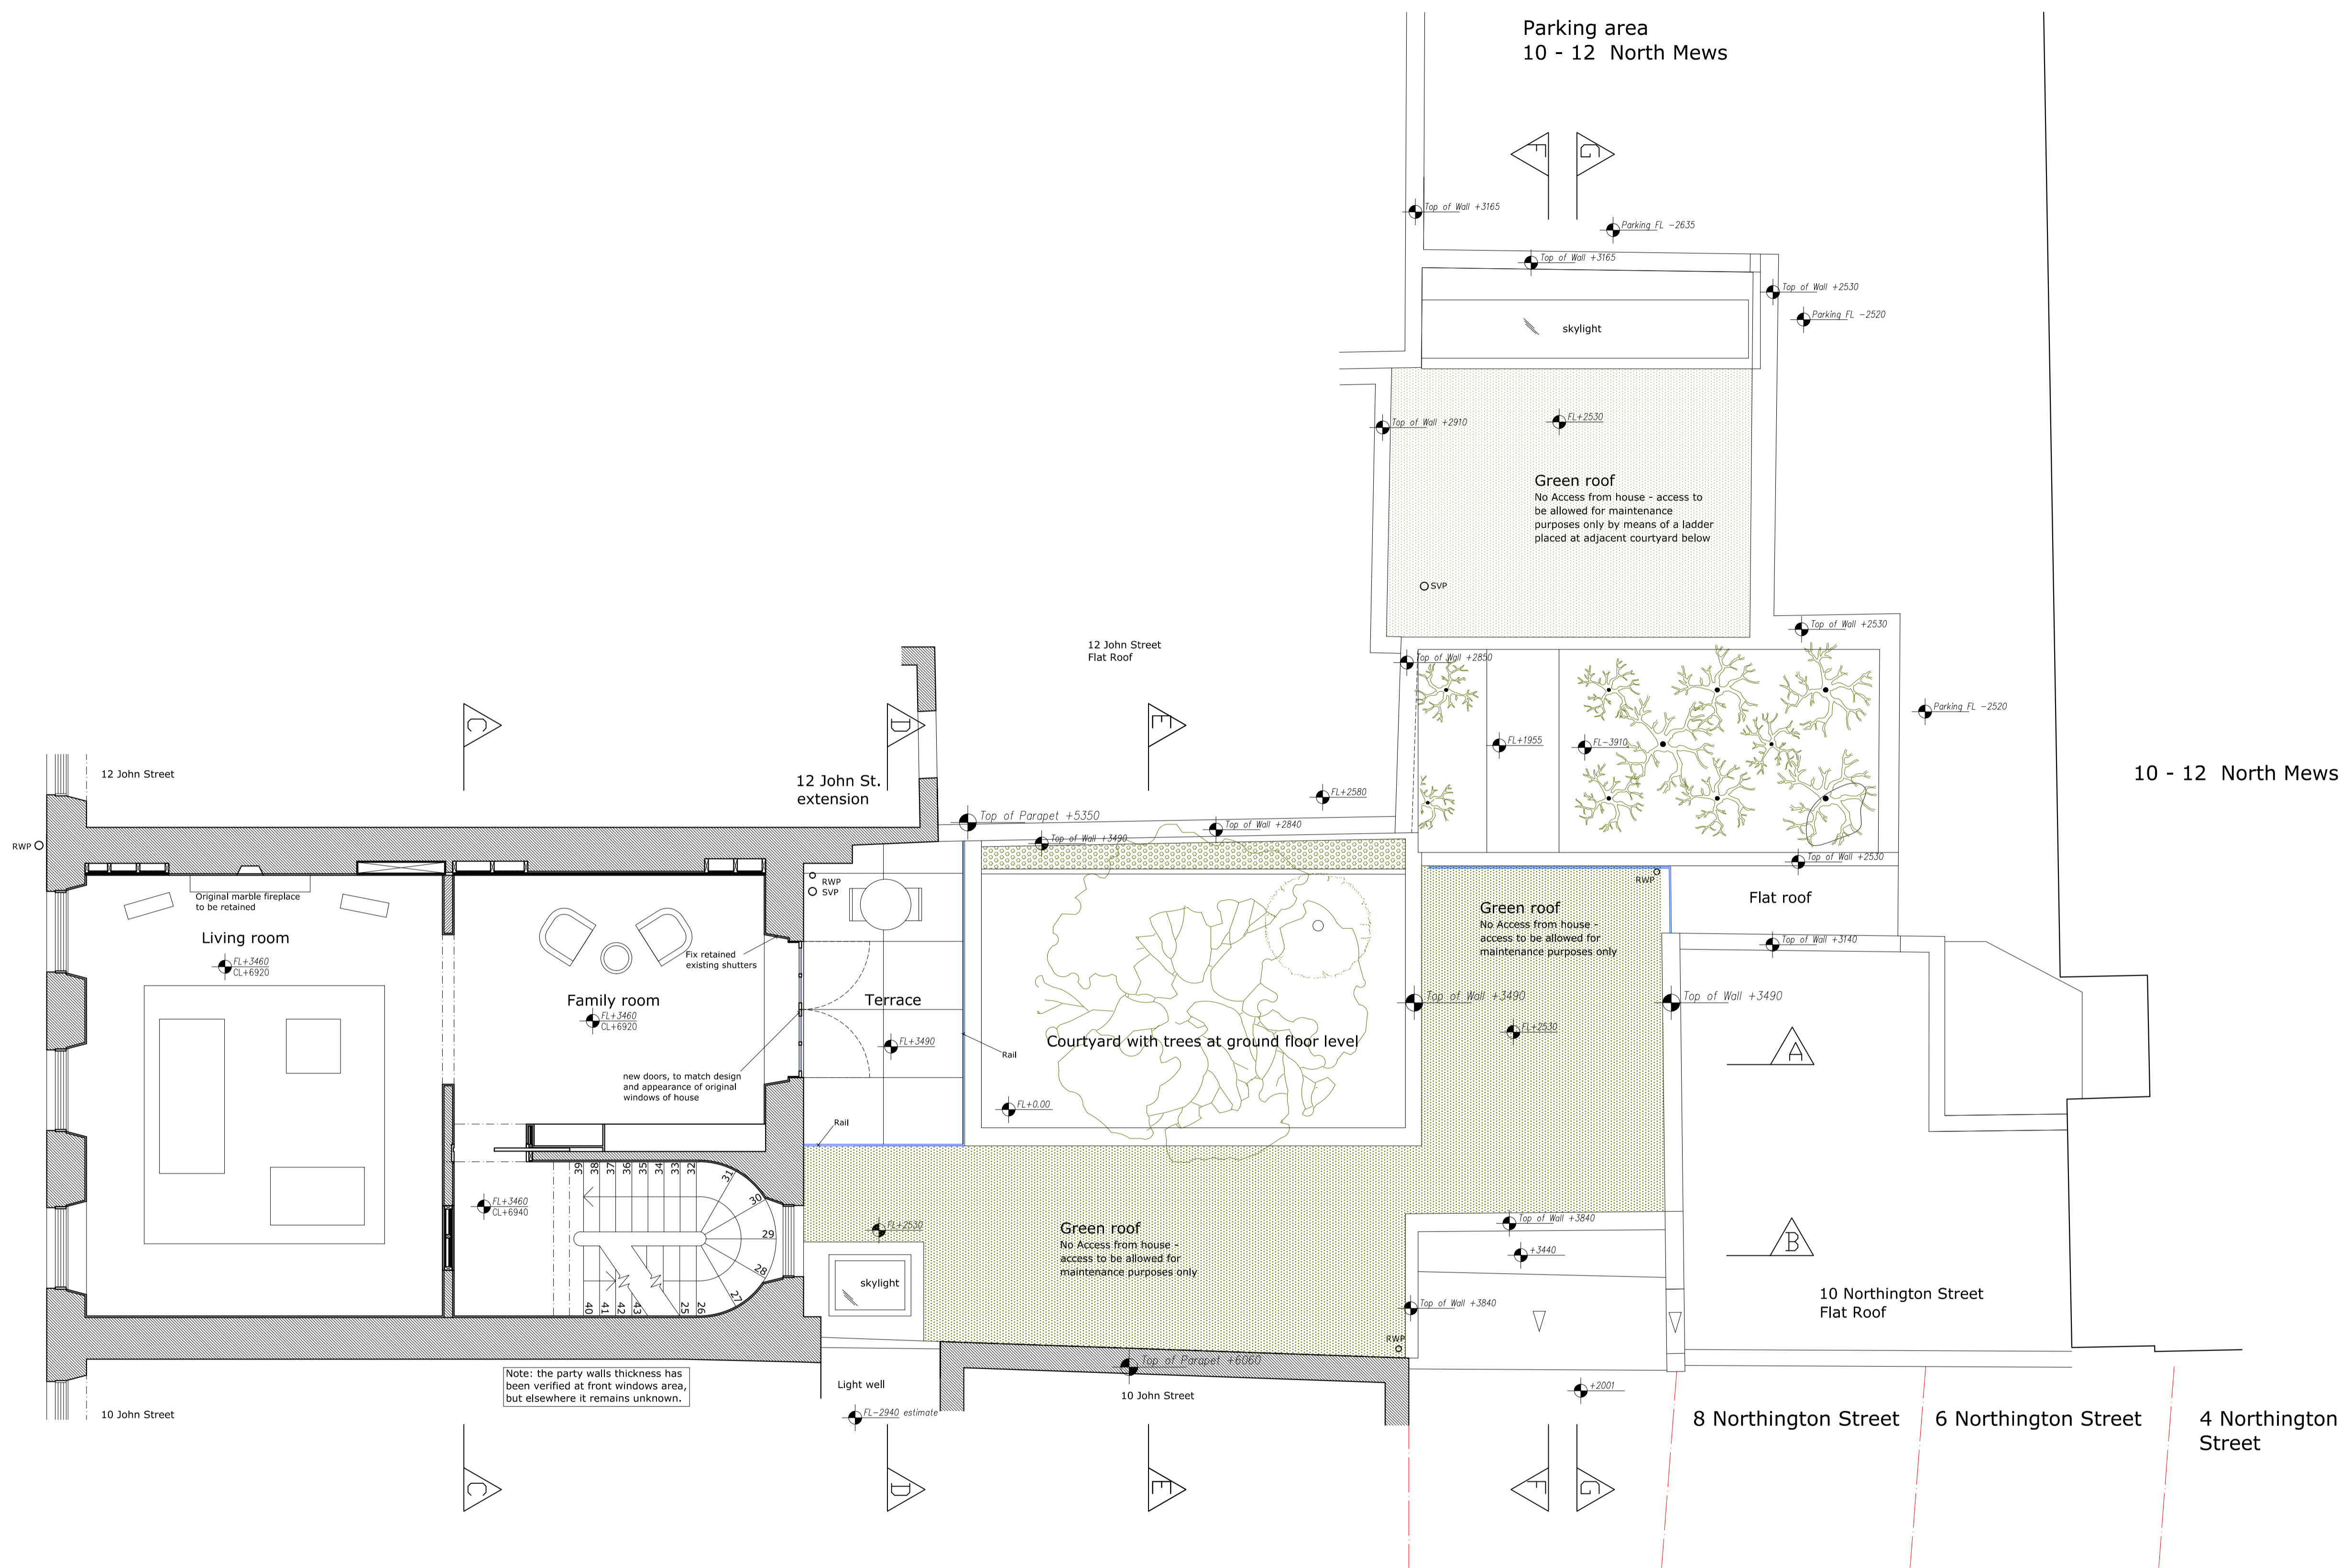 Parking area
10 - 12  North Mews
F
G
Top of Wall +3165
Parking FL -2635
Top of Wall +3165
Top of Wall +2530
Parking FL -2520
skylight
FL+2530
Top of Wall +2910
Green roof
No Access from house - access to
be allowed for maintenance
purposes only by means of a ladder
placed at adjacent courtyard below
SVP
Top of Wall +2530
12 John Street
Flat Roof
Top of Wall +2850
Parking FL -2520
C
D
E
FL+1955
FL-3910
12 John Street
12 John St.
extension
10 - 12  North Mews
FL+2580
Top of Parapet +5350
Top of Wall +2840
Top of Wall +3490
RWP
Top of Wall +2530
RWP
SVP
RWP
Original marble fireplace
to be retained
Flat roof
Green roof
No Access from house -
access to be allowed for
maintenance purposes only
Living room
FL+3460
CL+6920
Top of Wall +3140
Fix retained
existing shutters
Family room
FL+3460
CL+6920
Terrace
FL+3490
Top of Wall +3490
Top of Wall +3490
FL+2530
Courtyard with trees at ground floor level
Rail
A
new doors, to match design
and appearance of original
windows of house
FL+0.00
Rail
39
38
37
36
35
34
33
32
31
30
29
28
27
26
25
43
42
41
40
FL+3460
CL+6940
FL+2530
Green roof
No Access from house -
access to be allowed for
maintenance purposes only
Top of Wall +3840
+3440
B
skylight
Top of Wall +3840
10 Northington Street
Flat Roof
RWP
Top of Parapet +6060
Note: the party walls thickness has
been verified at front windows area,
but elsewhere it remains unknown.
Light well
10 John Street
+2001
10 John Street
FL-2940 estimate
8 Northington Street
6 Northington Street
4 Northington
Street
C
D
E
F
G